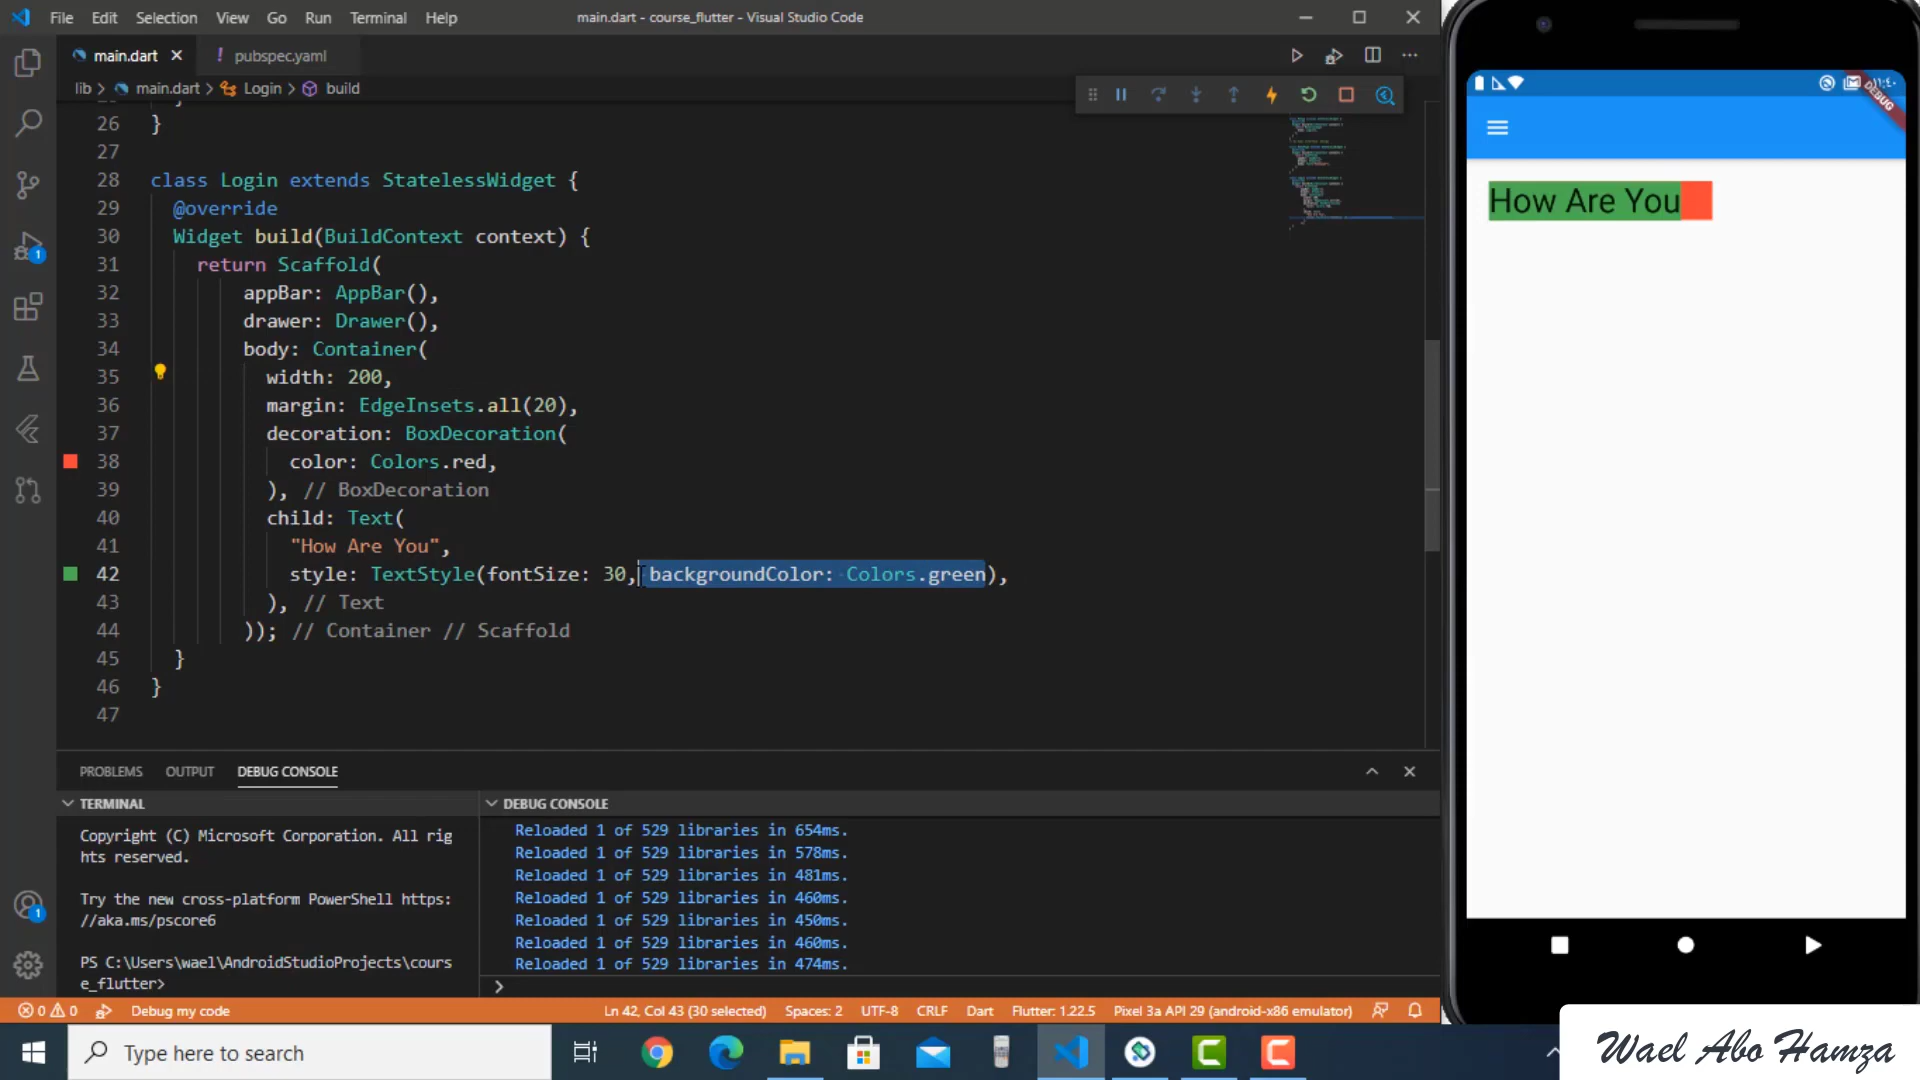 File Edit Selection View Go Run Terminal Help
main.dart - course_flutter - Visual Studio Code
main.dart
! pubspec.yaml
lib > main.dart > Login > build
26 }
27
28 class Login extends StatelessWidget {
29 @override
30 Widget build(BuildContext context) {
31 return Scaffold(
32 appBar: AppBar(),
33 drawer: Drawer(),
34 body: Container(
35 width: 200,
36 margin: EdgeInsets.all(20),
37 decoration: BoxDecoration(
38 color: Colors.red,
39 ), // BoxDecoration
40 child: Text(
41 "How Are You",
42 style: TextStyle(fontSize: 30, backgroundColor: Colors.green),
43 ), // Text
44 )); // Container // Scaffold
45 }
46 }
47
PROBLEMS OUTPUT DEBUG CONSOLE
TERMINAL
Copyright (C) Microsoft Corporation. All rig
hts reserved.
Try the new cross-platform PowerShell https:
//aka.ms/pscore6
PS C:\Users\wael\AndroidStudioProjects\cours
e_flutter>
DEBUG CONSOLE
Reloaded 1 of 529 libraries in 654ms.
Reloaded 1 of 529 libraries in 578ms.
Reloaded 1 of 529 libraries in 481ms.
Reloaded 1 of 529 libraries in 460ms.
Reloaded 1 of 529 libraries in 450ms.
Reloaded 1 of 529 libraries in 460ms.
Reloaded 1 of 529 libraries in 474ms.
>
0 0 Debug my code
Ln 42, Col 43 (30 selected) Spaces: 2 UTF-8 CRLF Dart Flutter: 1.22.5 Pixel 3a API 29 (android-x86 emulator)
Type here to search
DEBUG
How Are You
Wael Abo Hamza